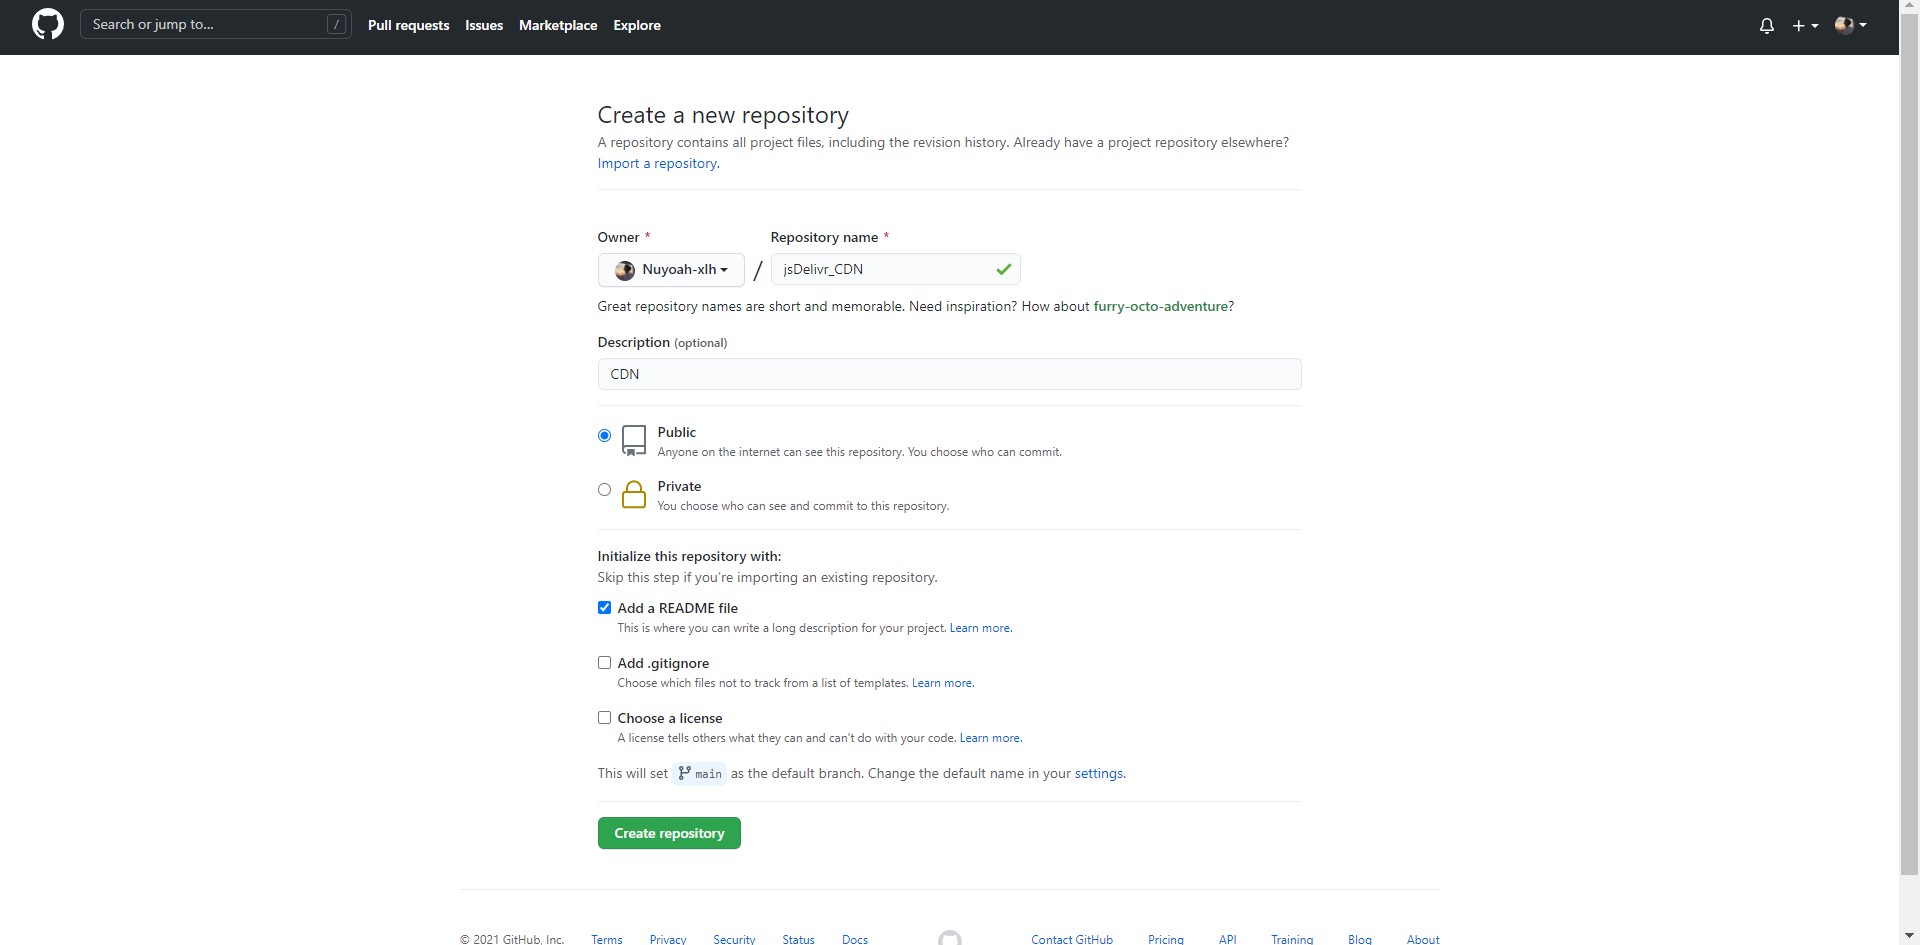 Search or jump to...
/
Pull requests
Issues
Marketplace
Explore
Create a new repository
A repository contains all project files, including the revision history. Already have a project repository elsewhere?
Import a repository.
Owner *
Repository name *
Nuyoah-xlh
/
jsDelivr_CDN
Great repository names are short and memorable. Need inspiration? How about furry-octo-adventure?
Description (optional)
CDN
Public
Anyone on the internet can see this repository. You choose who can commit.
Private
You choose who can see and commit to this repository.
Initialize this repository with:
Skip this step if you're importing an existing repository.
Add a README file
This is where you can write a long description for your project. Learn more.
Add .gitignore
Choose which files not to track from a list of templates. Learn more.
Choose a license
A license tells others what they can and can't do with your code. Learn more.
This will set main as the default branch. Change the default name in your settings.
Create repository
© 2021 GitHub, Inc.
Terms
Privacy
Security
Status
Docs
Contact GitHub
Pricing
API
Training
Blog
About